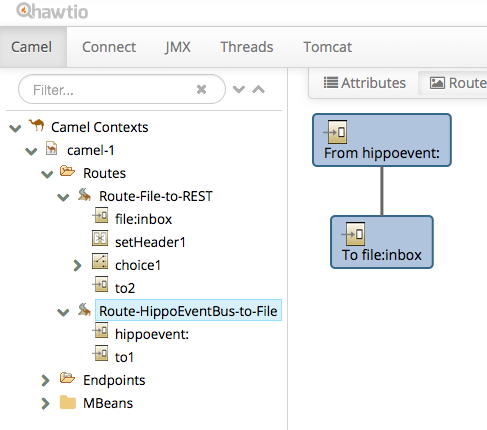 hawtio
Camel Connect JMX Threads Tomcat
Filter...
Attributes Route
Camel Contexts
camel-1
Routes
Route-File-to-REST
file:inbox
setHeader1
choice1
to2
Route-HippoEventBus-to-File
hippoevent:
to1
Endpoints
MBeans
From hippoevent:
To file:inbox